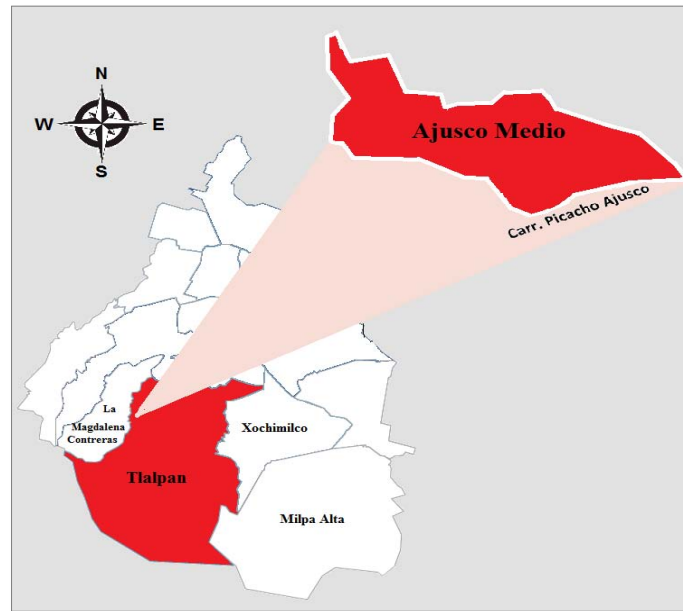 N
W
E
S
Ajusco Medio
Carr. Picacho Ajusco
La
Magdalena
Contreras
Xochimilco
Tlalpan
Milpa Alta